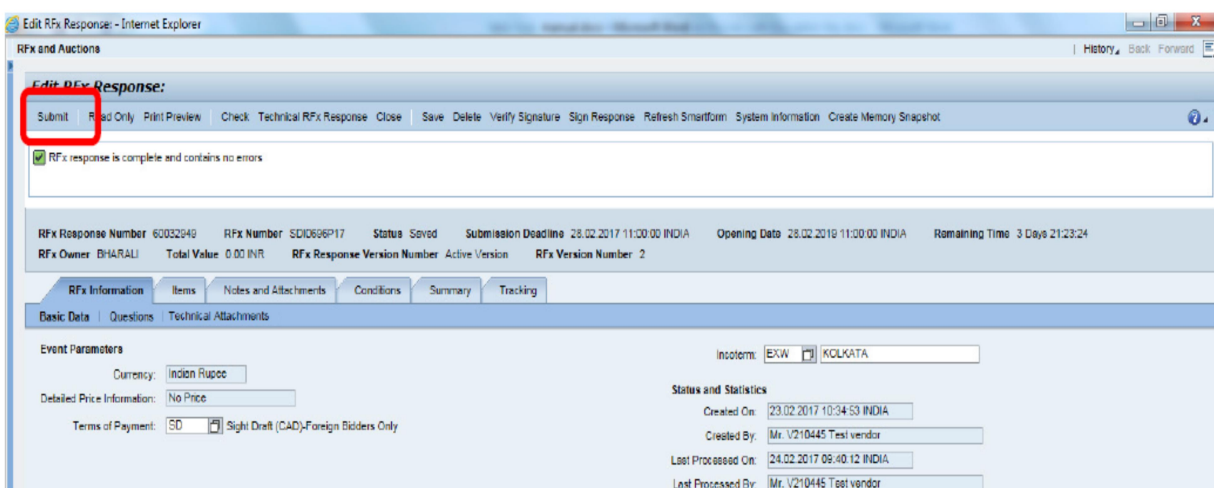 Edit RFx Response: - Internet Explorer
RFx and Auctions
History Back Forward
Edit RFx Response:
Submit Read Only Print Preview Check Technical RFx Response Close Save Delete Verify Signature Sign Response Refresh Smartform System Information Create Memory Snapshot
RFx response is complete and contains no errors
RFx Response Number 60032949 RFx Number SDI0696P17 Status Saved Submission Deadline 28.02.2017 11:00:00 INDIA Opening Date 28.02.2019 11:00:00 INDIA Remaining Time 3 Days 21:23:24
RFx Owner BHARALI Total Value 0.00 INR RFx Response Version Number Active Version RFx Version Number 2
RFx Information Items Notes and Attachments Conditions Summary Tracking
Basic Data Questions Technical Attachments
Event Parameters
Incoterm: EXW KOLKATA
Currency: Indian Rupee
Status and Statistics
Detailed Price Information: No Price
Created On: 23.02.2017 10:34:53 INDIA
Terms of Payment: SD Sight Draft (CAD)-Foreign Bidders Only
Created By: Mr. V210445 Test vendor
Last Processed On: 24.02.2017 09:40:12 INDIA
Last Processed By: Mr. V210445 Test vendor